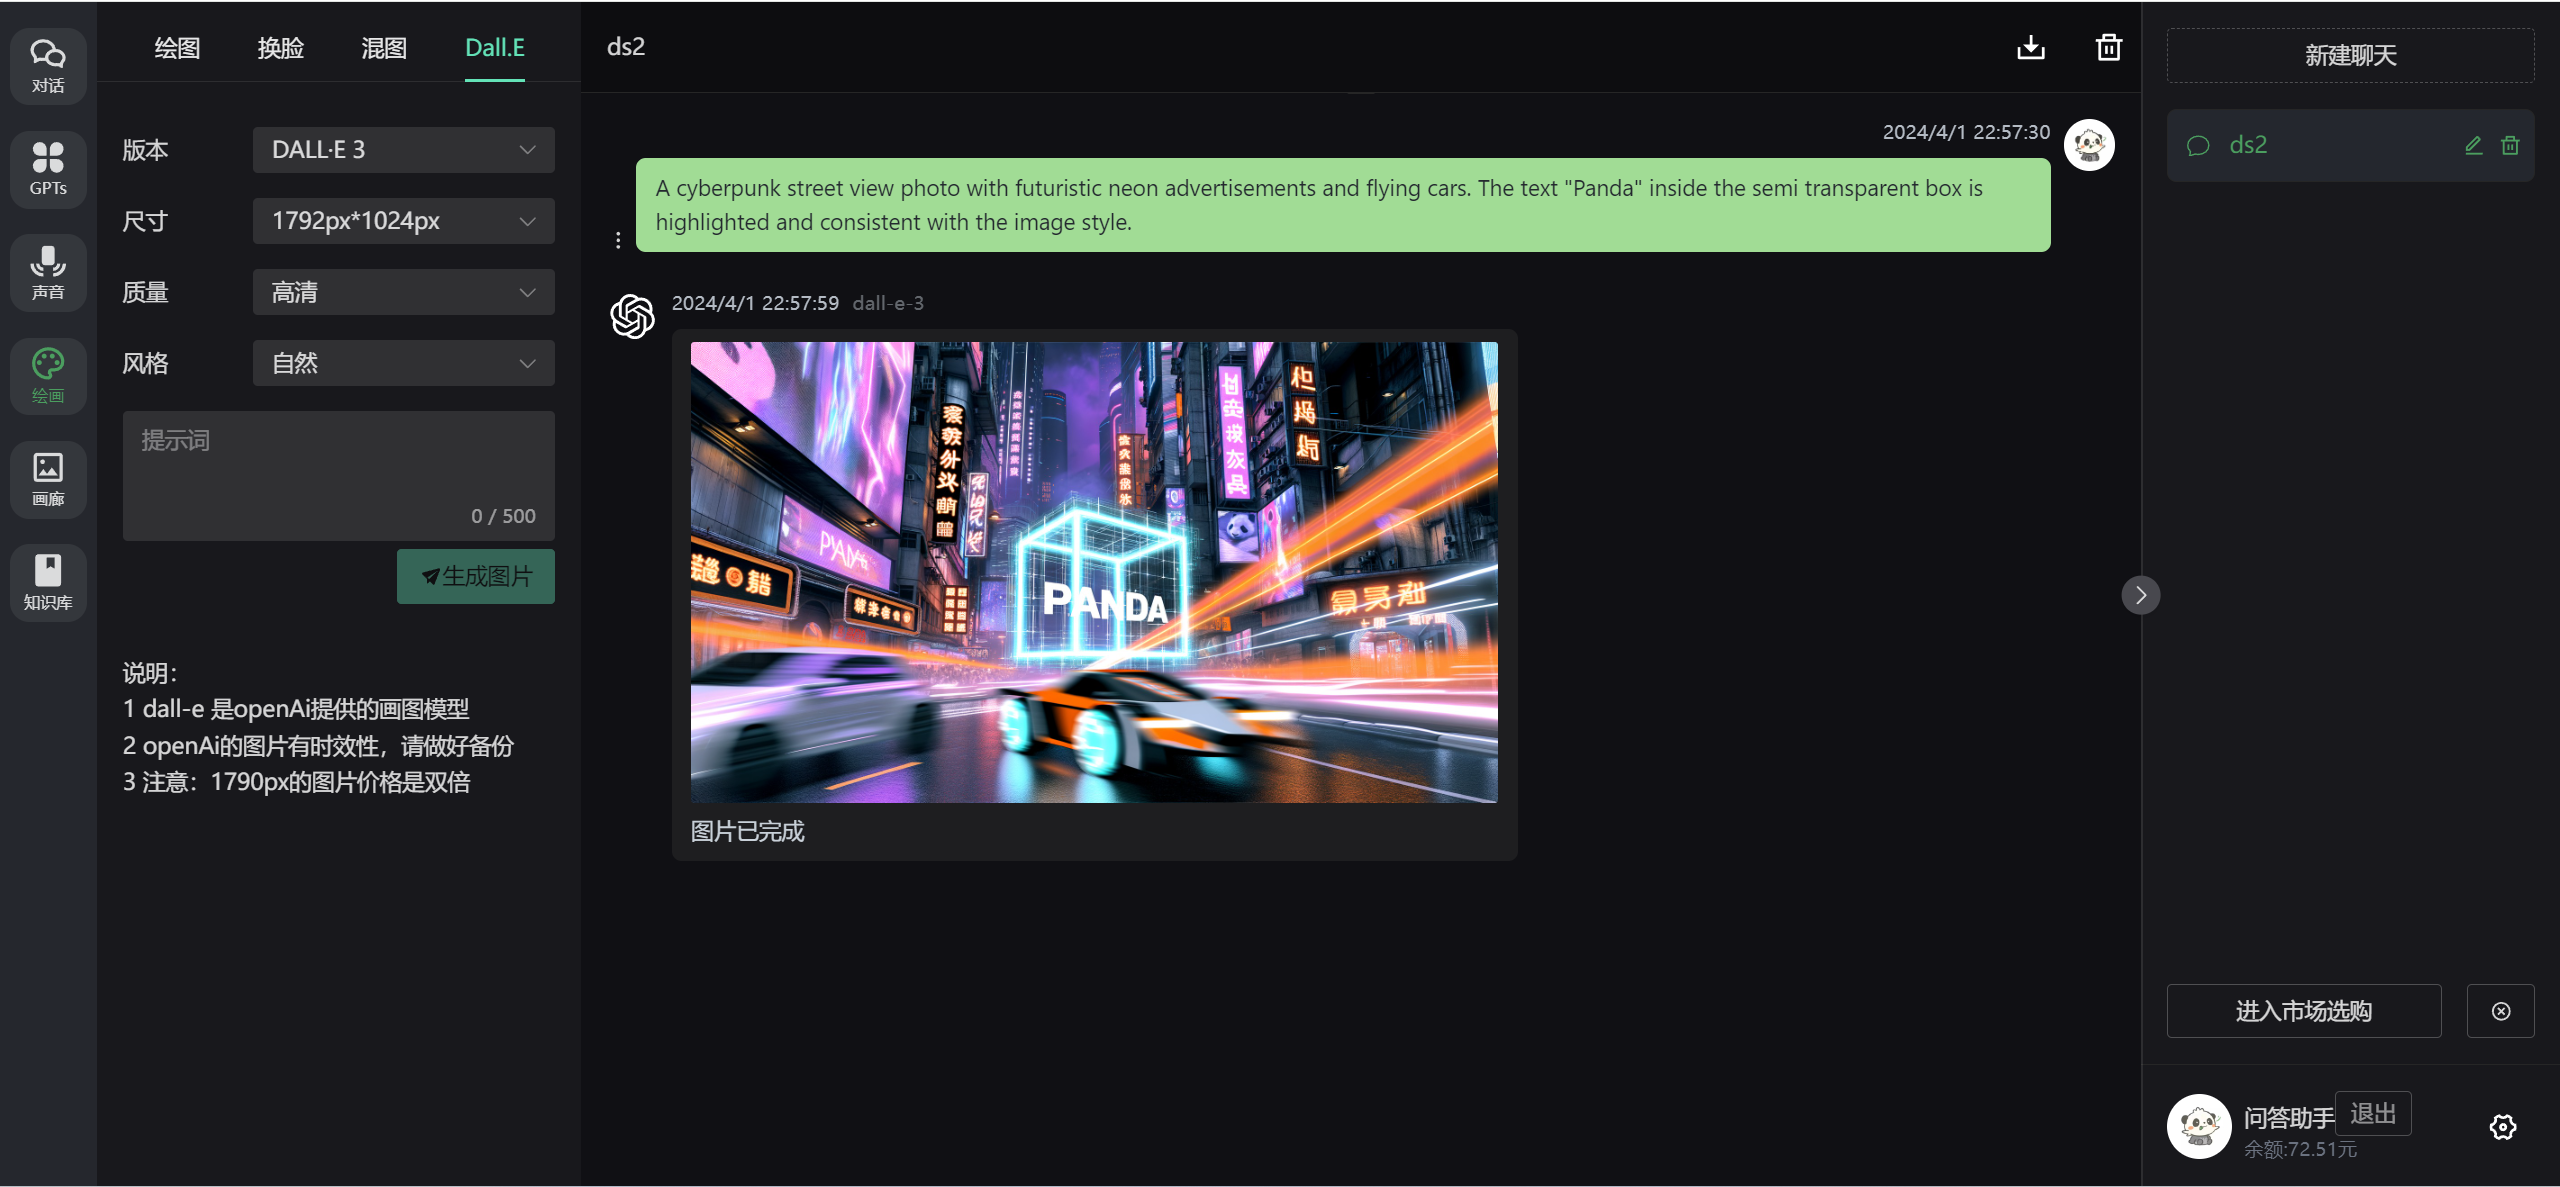 对话
GPTs
声音
绘画
画廊
知识库
绘图
换脸
混图
Dall.E
版本
DALL·E 3
尺寸
1792px*1024px
质量
高清
风格
自然
提示词
0 / 500
生成图片
说明：
1 dall-e 是openAi提供的画图模型
2 openAi的图片有时效性，请做好备份
3 注意：1790px的图片价格是双倍
ds2
2024/4/1 22:57:30
A cyberpunk street view photo with futuristic neon advertisements and flying cars. The text "Panda" inside the semi transparent box is
highlighted and consistent with the image style.
2024/4/1 22:57:59 dall-e-3
PANDA
图片已完成
新建聊天
ds2
进入市场选购
问答助手
退出
余额:72.51元